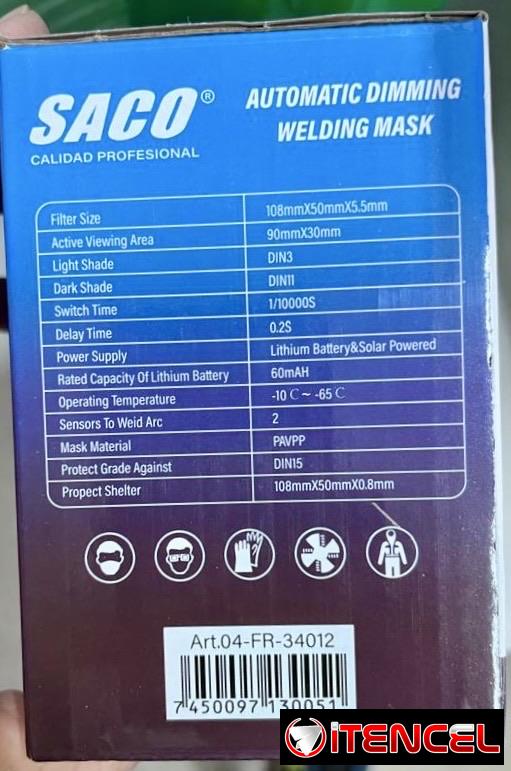 SACO®
CALIDAD PROFESIONAL
AUTOMATIC DIMMING
WELDING MASK
Filter Size 108mmX50mmX5.5mm
Active Viewing Area 90mmX30mm
Light Shade DIN3
Dark Shade DIN11
Switch Time 1/10000S
Delay Time 0.2S
Power Supply Lithium Battery&Solar Powered
Rated Capacity Of Lithium Battery 60mAH
Operating Temperature -10℃~ -65℃
Sensors To Weid Arc 2
Mask Material PAVPP
Protect Grade Against DIN15
Propect Shelter 108mmX50mmX0.8mm
Art.04-FR-34012
7 450097 130051
ITENCEL